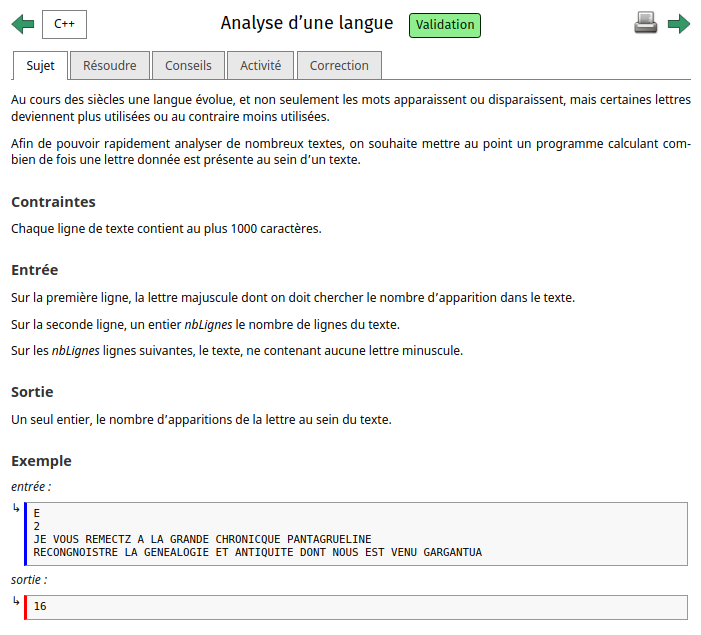 C++
Analyse d’une langue
Validation
Sujet
Résoudre
Conseils
Activité
Correction
Au cours des siècles une langue évolue, et non seulement les mots apparaissent ou disparaissent, mais certaines lettres
deviennent plus utilisées ou au contraire moins utilisées.
Afin de pouvoir rapidement analyser de nombreux textes, on souhaite mettre au point un programme calculant com-
bien de fois une lettre donnée est présente au sein d’un texte.
Contraintes
Chaque ligne de texte contient au plus 1000 caractères.
Entrée
Sur la première ligne, la lettre majuscule dont on doit chercher le nombre d’apparition dans le texte.
Sur la seconde ligne, un entier nbLignes le nombre de lignes du texte.
Sur les nbLignes lignes suivantes, le texte, ne contenant aucune lettre minuscule.
Sortie
Un seul entier, le nombre d’apparitions de la lettre au sein du texte.
Exemple
entrée :
E
2
JE VOUS REMECTZ A LA GRANDE CHRONICQUE PANTAGRUELINE
RECONGNOISTRE LA GENEALOGIE ET ANTIQUITE DONT NOUS EST VENU GARGANTUA
sortie :
16